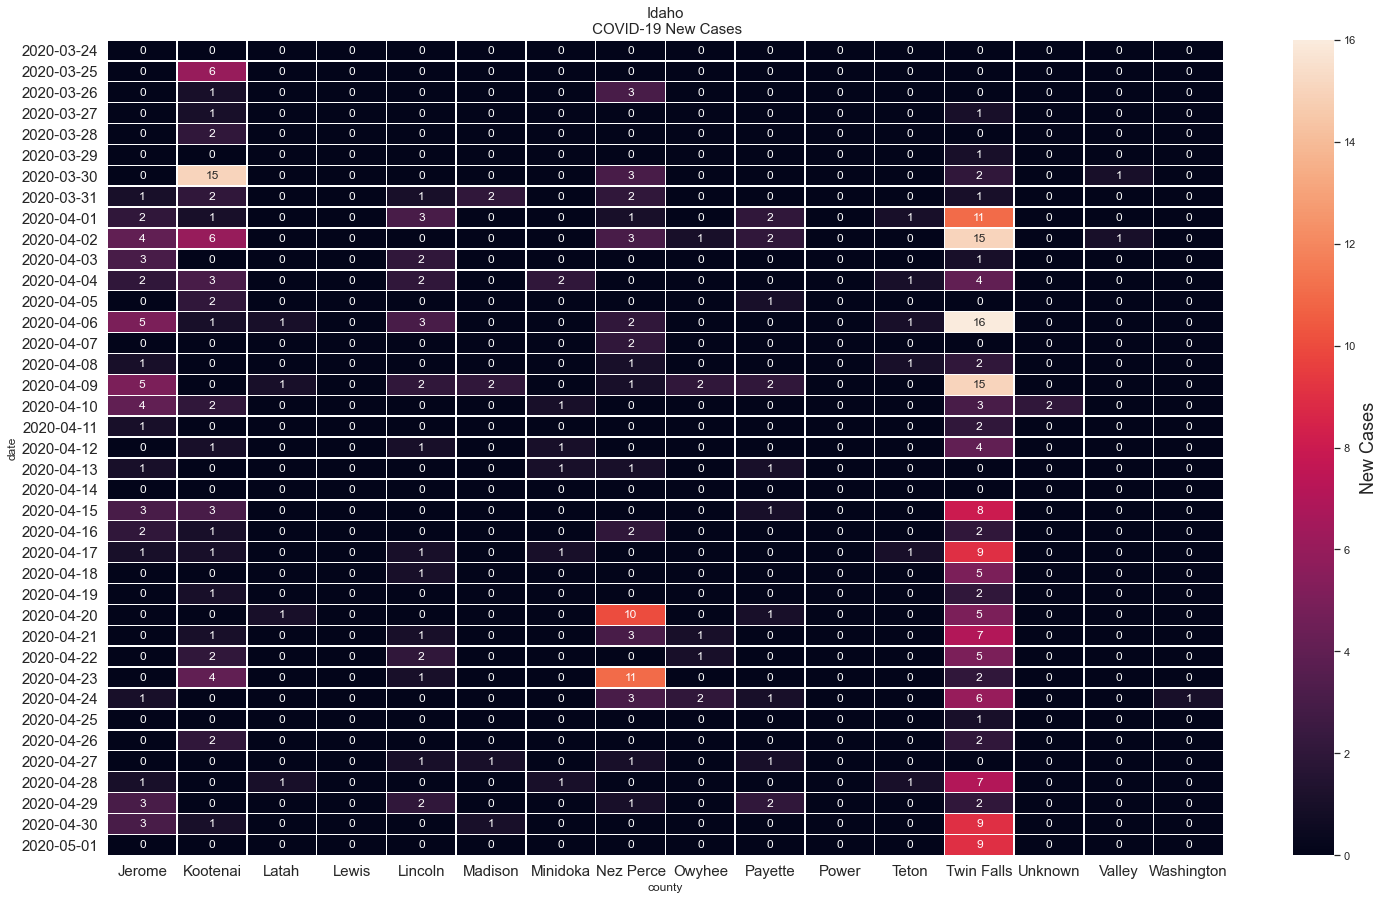 Idaho
COVID-19 New Cases
2020-03-24 0 0 0 0 0 0 0 0 0 0 0 0 0 0 0 0
2020-03-25 0 6 0 0 0 0 0 0 0 0 0 0 0 0 0 0
2020-03-26 0 1 0 0 0 0 0 3 0 0 0 0 0 0 0 0
2020-03-27 0 1 0 0 0 0 0 0 0 0 0 0 1 0 0 0
2020-03-28 0 2 0 0 0 0 0 0 0 0 0 0 0 0 0 0
2020-03-29 0 0 0 0 0 0 0 0 0 0 0 0 1 0 0 0
2020-03-30 0 15 0 0 0 0 0 3 0 0 0 0 2 0 1 0
2020-03-31 1 2 0 0 1 2 0 2 0 0 0 0 1 0 0 0
2020-04-01 2 1 0 0 3 0 0 1 0 2 0 1 11 0 0 0
2020-04-02 4 6 0 0 0 0 0 3 1 2 0 0 15 0 1 0
2020-04-03 3 0 0 0 2 0 0 0 0 0 0 0 1 0 0 0
2020-04-04 2 3 0 0 2 0 2 0 0 0 0 1 4 0 0 0
2020-04-05 0 2 0 0 0 0 0 0 0 1 0 0 0 0 0 0
2020-04-06 5 1 1 0 3 0 0 2 0 0 0 1 16 0 0 0
2020-04-07 0 0 0 0 0 0 0 2 0 0 0 0 0 0 0 0
2020-04-08 1 0 0 0 0 0 0 1 0 0 0 1 2 0 0 0
2020-04-09 5 0 1 0 2 2 0 1 2 2 0 0 15 0 0 0
2020-04-10 4 2 0 0 0 0 1 0 0 0 0 0 3 2 0 0
2020-04-11 1 0 0 0 0 0 0 0 0 0 0 0 2 0 0 0
2020-04-12 0 1 0 0 1 0 1 0 0 0 0 0 4 0 0 0
2020-04-13 1 0 0 0 0 0 1 1 0 1 0 0 0 0 0 0
2020-04-14 0 0 0 0 0 0 0 0 0 0 0 0 0 0 0 0
2020-04-15 3 3 0 0 0 0 0 0 0 1 0 0 8 0 0 0
2020-04-16 2 1 0 0 0 0 0 2 0 0 0 0 2 0 0 0
2020-04-17 1 1 0 0 1 0 1 0 0 0 0 1 9 0 0 0
2020-04-18 0 0 0 0 1 0 0 0 0 0 0 0 5 0 0 0
2020-04-19 0 1 0 0 0 0 0 0 0 0 0 0 2 0 0 0
2020-04-20 0 0 1 0 0 0 0 10 0 1 0 0 5 0 0 0
2020-04-21 0 1 0 0 1 0 0 3 1 0 0 0 7 0 0 0
2020-04-22 0 2 0 0 2 0 0 0 1 0 0 0 5 0 0 0
2020-04-23 0 4 0 0 1 0 0 11 0 0 0 0 2 0 0 0
2020-04-24 1 0 0 0 0 0 0 3 2 1 0 0 6 0 0 1
2020-04-25 0 0 0 0 0 0 0 0 0 0 0 0 1 0 0 0
2020-04-26 0 2 0 0 0 0 0 0 0 0 0 0 2 0 0 0
2020-04-27 0 0 0 0 1 1 0 1 0 1 0 0 0 0 0 0
2020-04-28 1 0 1 0 0 0 1 0 0 0 0 1 7 0 0 0
2020-04-29 3 0 0 0 2 0 0 1 0 2 0 0 2 0 0 0
2020-04-30 3 1 0 0 0 1 0 0 0 0 0 0 9 0 0 0
2020-05-01 0 0 0 0 0 0 0 0 0 0 0 0 9 0 0 0
Jerome Kootenai Latah Lewis Lincoln Madison Minidoka Nez Perce Owyhee Payette Power Teton Twin Falls Unknown Valley Washington
county
date
16
14
12
10
8
6
4
2
0
New Cases